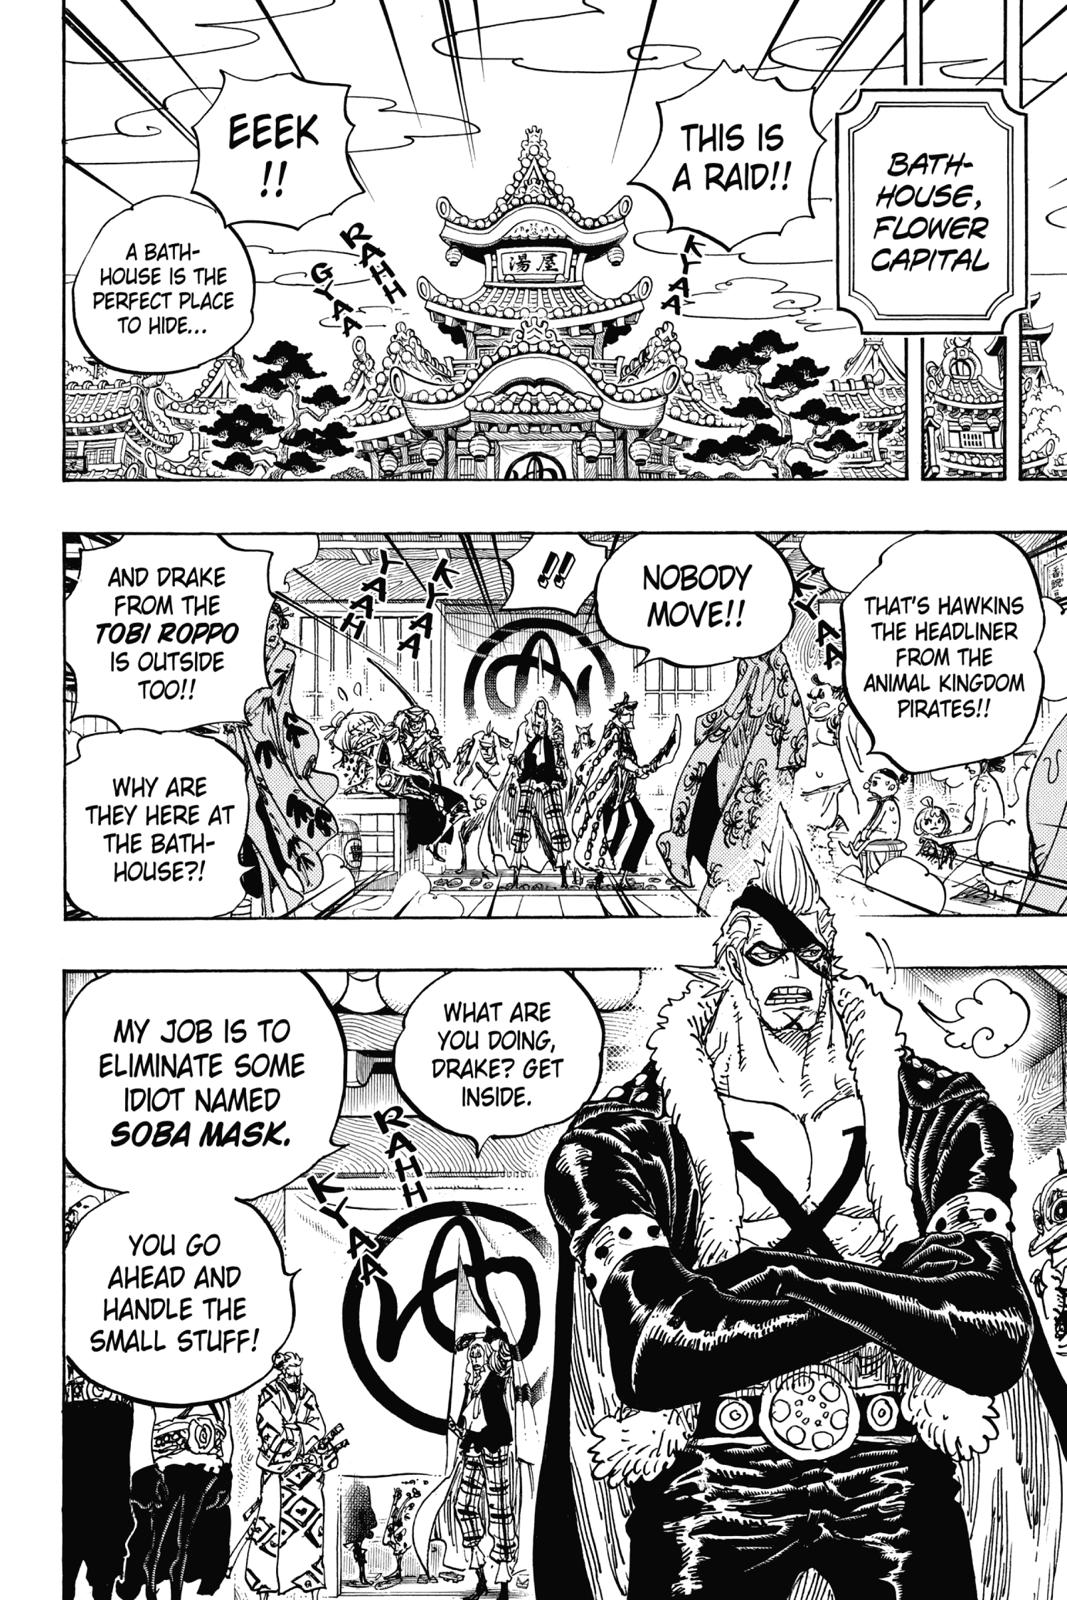 BATH-
HOUSE,
FLOWER
CAPITAL
THIS IS
A RAID!!
EEEK
!!
A BATH-
HOUSE IS THE
PERFECT PLACE
TO HIDE...
KYAA
RAHH
GYAA
湯屋
THAT'S HAWKINS
THE HEADLINER
FROM THE
ANIMAL KINGDOM
PIRATES!!
NOBODY
MOVE!!
!!
KYAA
KYAA
YAAH
AND DRAKE
FROM THE
TOBI ROPPO
IS OUTSIDE
TOO!!
WHY ARE
THEY HERE AT
THE BATH-
HOUSE?!
WHAT ARE
YOU DOING,
DRAKE? GET
INSIDE.
MY JOB IS TO
ELIMINATE SOME
IDIOT NAMED
SOBA MASK.
RAHH
KYAA
YOU GO
AHEAD AND
HANDLE THE
SMALL STUFF!